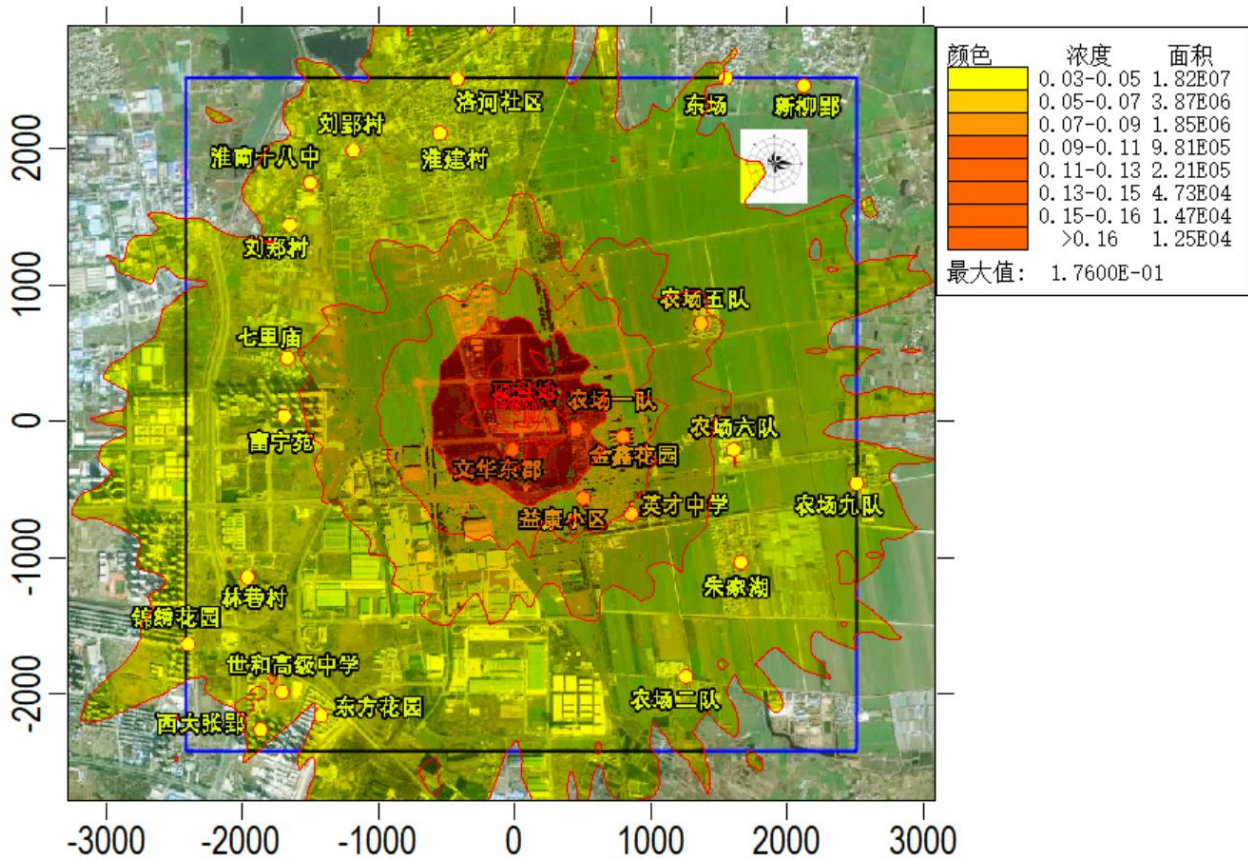 颜色 浓度 面积
0.03-0.05 1.82E07
0.05-0.07 3.87E06
0.07-0.09 1.85E06
0.09-0.11 9.81E05
0.11-0.13 2.21E05
0.13-0.15 4.73E04
0.15-0.16 1.47E04
>0.16 1.25E04
最大值: 1.7600E-01
洛河社区
东场
新柳郢
刘郢村
淮建村
淮南十八中
刘郑村
农场五队
七里庙
农场一队
富宁苑
农场六队
文华东郡
金鑫花园
农场九队
益康小区
英才中学
朱家湖
林巷村
锦绣花园
世和高级中学
农场二队
东方花园
西大张郢
2000
1000
0
-1000
-2000
-3000 -2000 -1000 0 1000 2000 3000